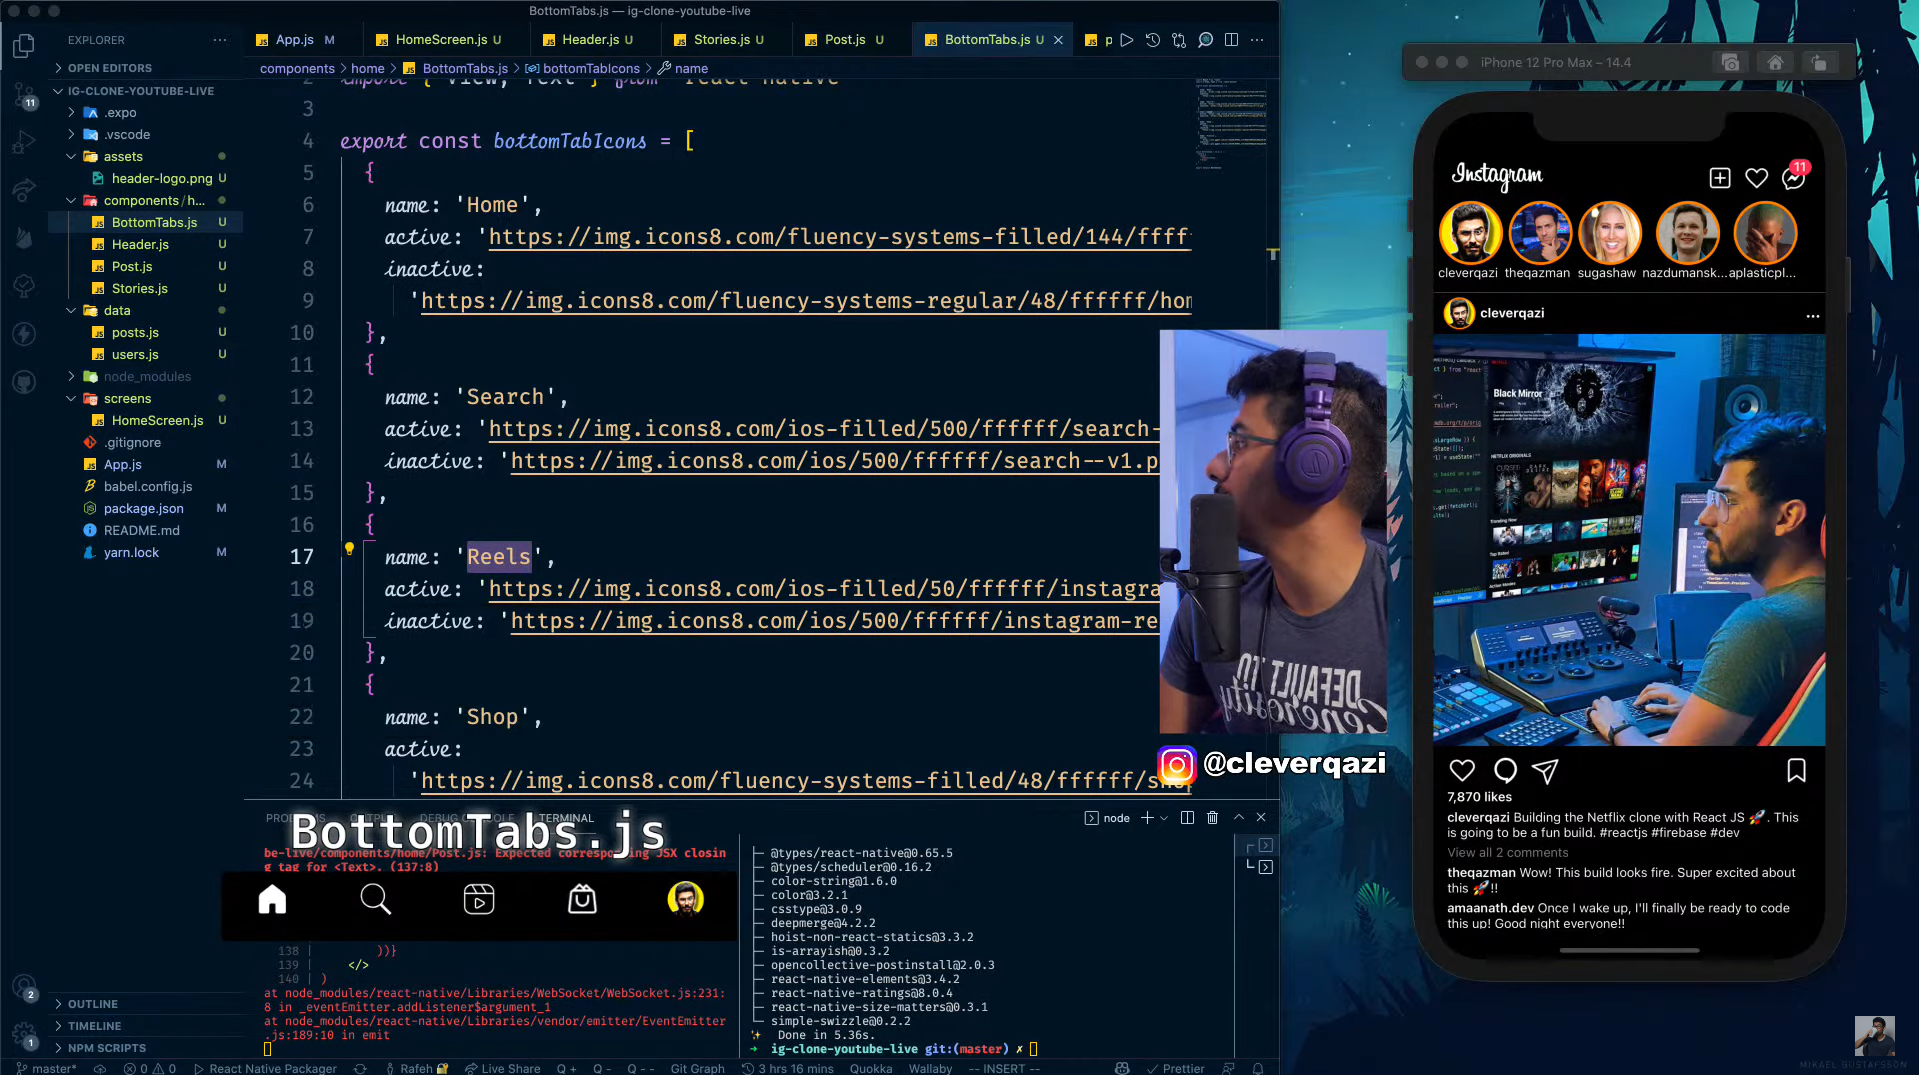 BottomTabs.js — ig-clone-youtube-live
EXPLORER
OPEN EDITORS
IG-CLONE-YOUTUBE-LIVE
.expo
.vscode
assets
header-logo.png U
components/h...
BottomTabs.js U
Header.js U
Post.js U
Stories.js U
data
posts.js U
users.js U
node_modules
screens
HomeScreen.js U
.gitignore
App.js M
babel.config.js
package.json M
README.md
yarn.lock M
OUTLINE
TIMELINE
NPM SCRIPTS
11
2
1
App.js M
HomeScreen.js U
Header.js U
Stories.js U
Post.js U
BottomTabs.js U
p
components > home > BottomTabs.js > bottomTabIcons > name
2 import { View, Text } from 'react-native'
3
4 export const bottomTabIcons = [
5 {
6 name: 'Home',
7 active: 'https://img.icons8.com/fluency-systems-filled/144/ffff
8 inactive:
9 'https://img.icons8.com/fluency-systems-regular/48/ffffff/hom
10 },
11 {
12 name: 'Search',
13 active: 'https://img.icons8.com/ios-filled/500/ffffff/search-
14 inactive: 'https://img.icons8.com/ios/500/ffffff/search--v1.p
15 },
16 {
17 name: 'Reels',
18 active: 'https://img.icons8.com/ios-filled/50/ffffff/instagra
19 inactive: 'https://img.icons8.com/ios/500/ffffff/instagram-re
20 },
21 {
22 name: 'Shop',
23 active:
24 'https://img.icons8.com/fluency-systems-filled/48/ffffff/sho
DEFAULT TO
Generosity
@cleverqazi
TERMINAL
node
BottomTabs.js
be-live/components/home/Post.js: Expected corresponding JSX closin
g tag for <Text>. (137:8)
138 | ))}
139 | </>
140 | )
at node_modules/react-native/Libraries/WebSocket/WebSocket.js:231:
8 in _eventEmitter.addListener$argument_1
at node_modules/react-native/Libraries/vendor/emitter/EventEmitter
.js:189:10 in emit
├─ @types/react-native@0.65.5
├─ @types/scheduler@0.16.2
├─ color-string@1.6.0
├─ color@3.2.1
├─ csstype@3.0.9
├─ deepmerge@4.2.2
├─ hoist-non-react-statics@3.3.2
├─ is-arrayish@0.3.2
├─ opencollective-postinstall@2.0.3
├─ react-native-elements@3.4.2
├─ react-native-ratings@8.0.4
├─ react-native-size-matters@0.3.1
└─ simple-swizzle@0.2.2
✨ Done in 5.36s.
➜ ig-clone-youtube-live git:(master) ✗
master* 0 0 React Native Packager Rafeh 🔐 Live Share Q + Q - Q - - Git Graph 3 hrs 16 mins Quokka Wallaby -- INSERT -- Prettier
iPhone 12 Pro Max – 14.4
Instagram
11
cleverqazi theqazman sugashaw nazdumansk... aplasticpl...
cleverqazi
Black Mirror
NETFLIX ORIGINALS
7,870 likes
cleverqazi Building the Netflix clone with React JS 🚀. This
is going to be a fun build. #reactjs #firebase #dev
View all 2 comments
theqazman Wow! This build looks fire. Super excited about
this 🚀!!
amaanath.dev Once I wake up, I'll finally be ready to code
this up! Good night everyone!!
MIKAEL GUSTAFSSON